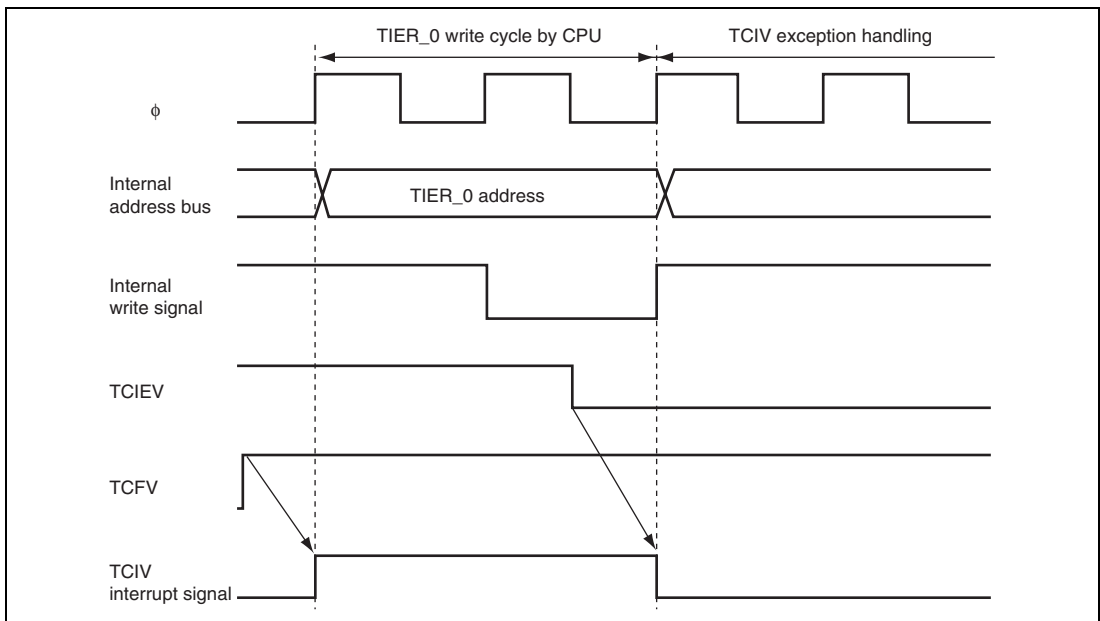 TIER_0 write cycle by CPU
TCIV exception handling
ϕ
Internal
address bus
TIER_0 address
Internal
write signal
TCIEV
TCFV
TCIV
interrupt signal